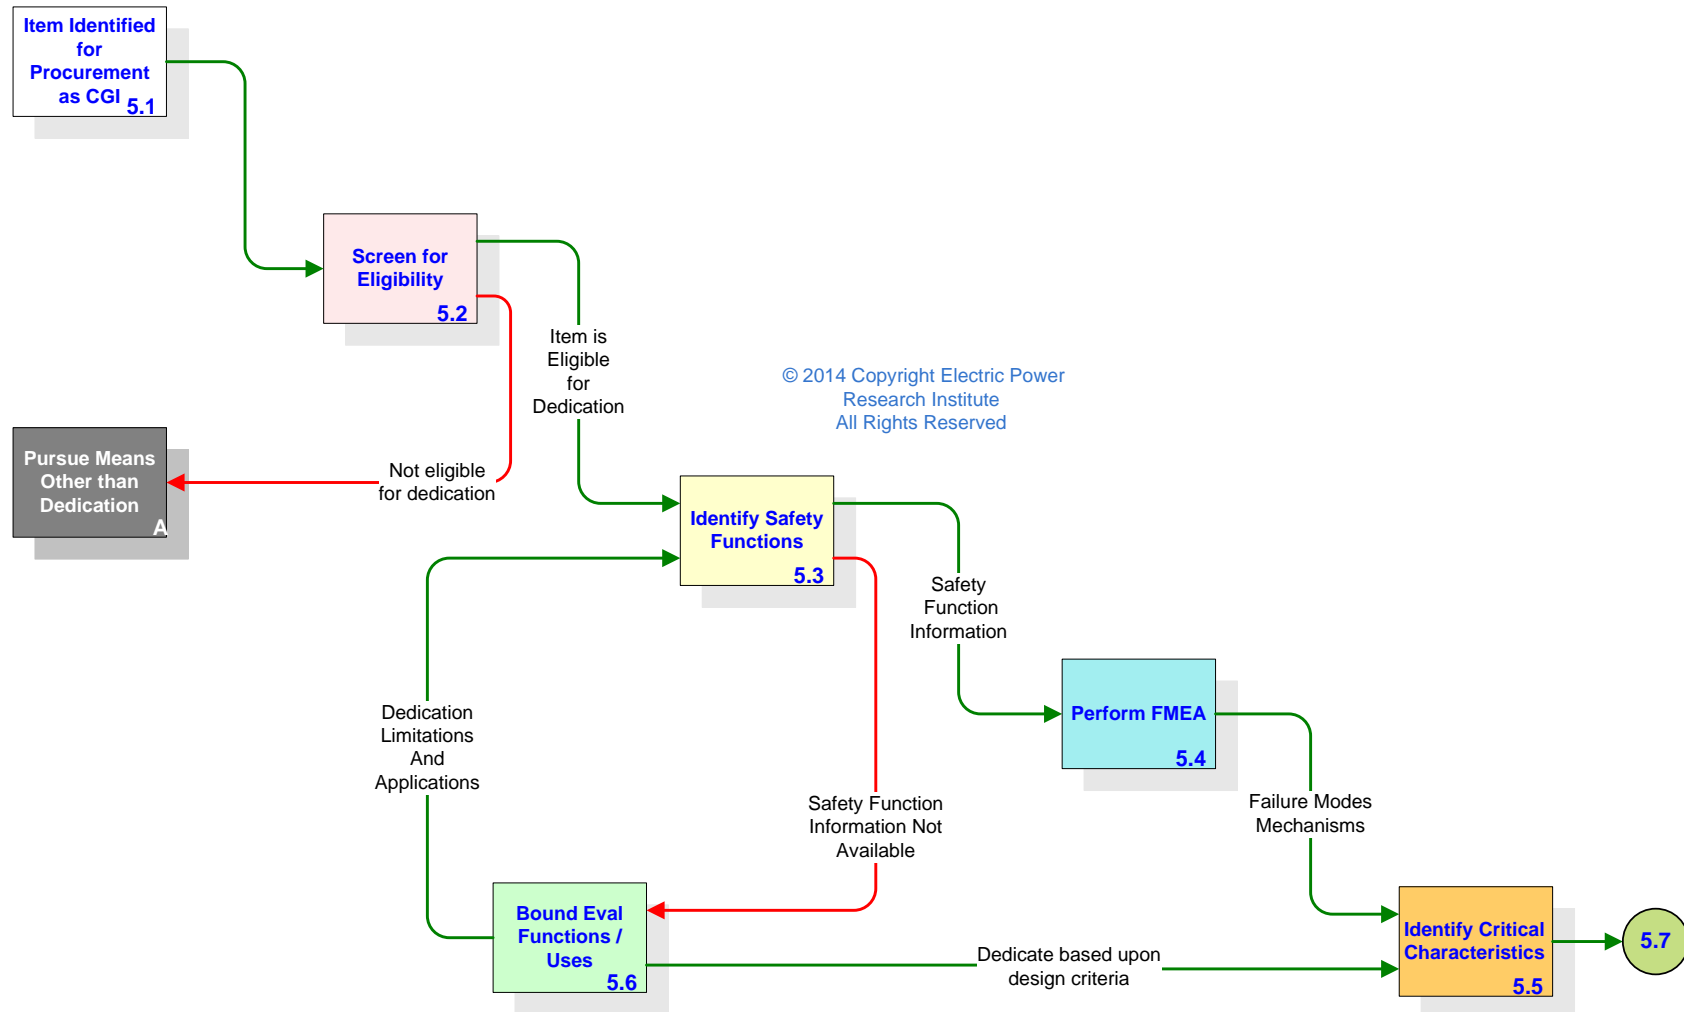 Item Identified
for
Procurement
as CGI
5.1
Screen for
Eligibility
5.2
Item is
Eligible
for
Dedication
© 2014 Copyright Electric Power
Research Institute
All Rights Reserved
Pursue Means
Other than
Dedication
A
Not eligible
for dedication
Identify Safety
Functions
5.3
Safety
Function
Information
Perform FMEA
5.4
Dedication
Limitations
And
Applications
Safety Function
Information Not
Available
Failure Modes
Mechanisms
Bound Eval
Functions /
Uses
5.6
Dedicate based upon
design criteria
Identify Critical
Characteristics
5.5
5.7